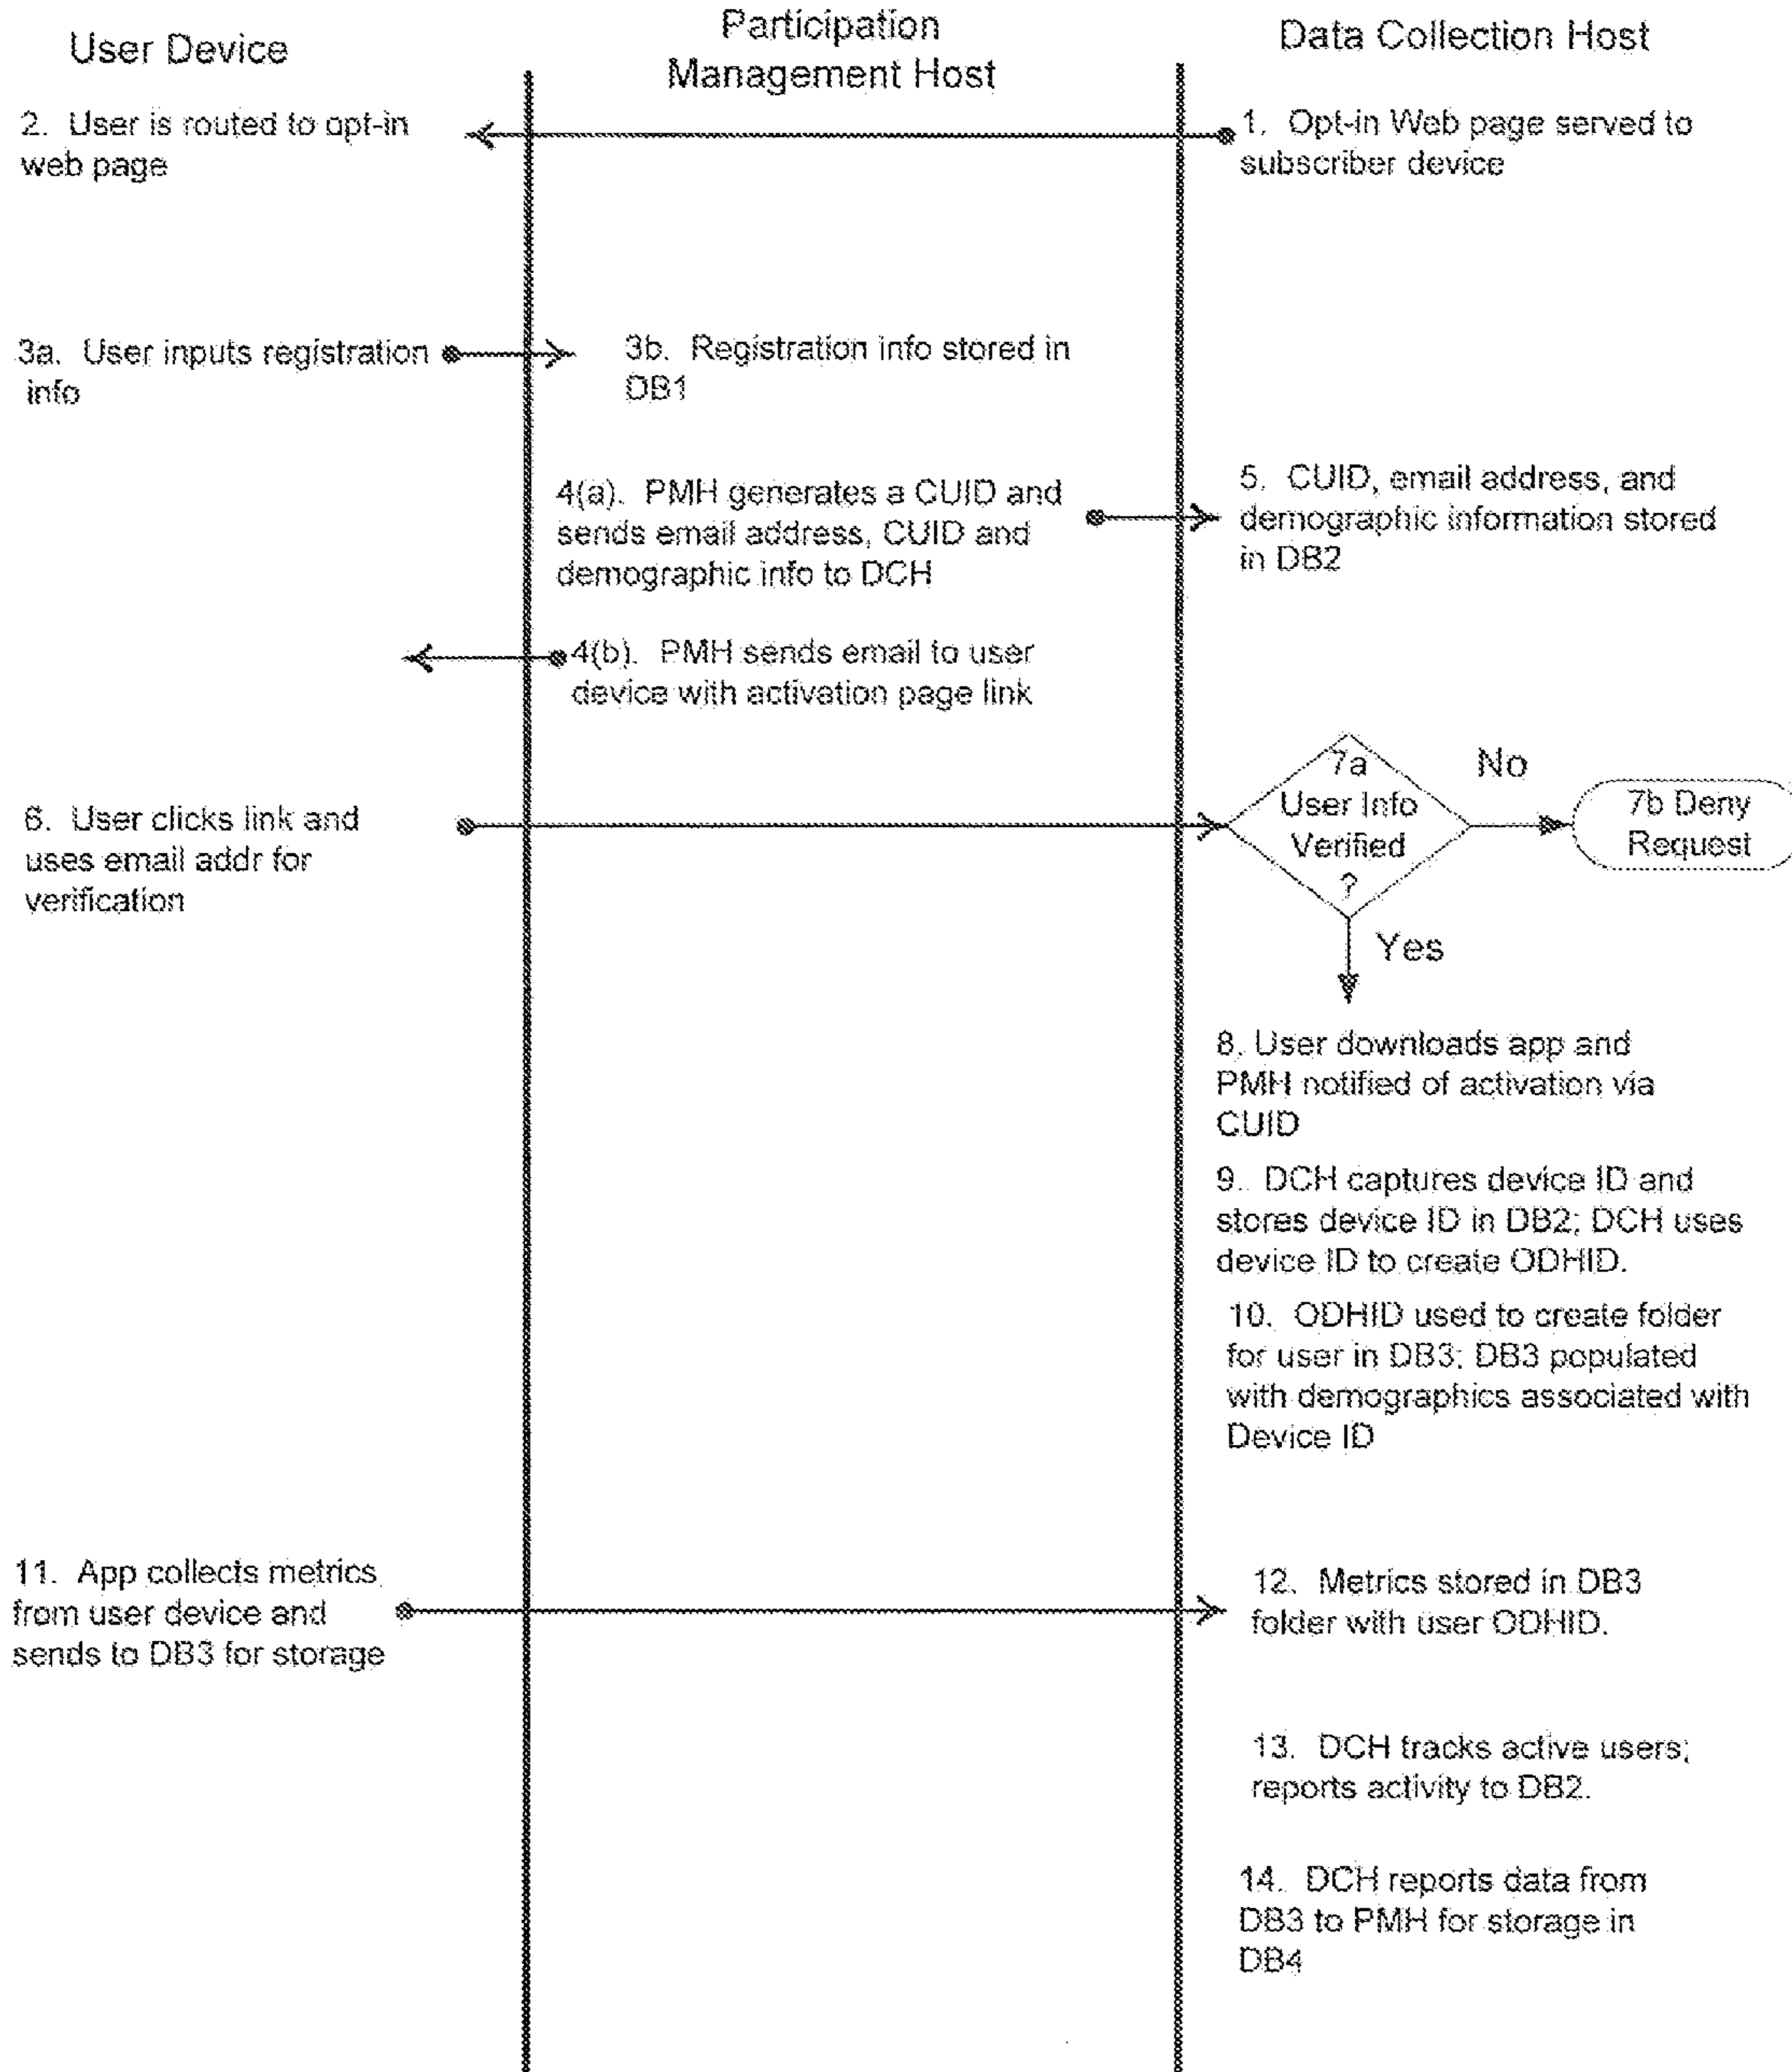 User Device
Participation
Management Host
Data Collection Host
2. User is routed to opt-in
web page
1. Opt-in Web page served to
subscriber device
3a. User inputs registration
info
3b. Registration info stored in
DB1
4(a). PMH generates a CUID and
sends email address, CUID and
demographic info to DCH
5. CUID, email address, and
demographic information stored
in DB2
4(b). PMH sends email to user
device with activation page link
6. User clicks link and
uses email addr for
verification
7a
User Info
Verified
?
No
7b Deny
Request
Yes
8. User downloads app and
PMH notified of activation via
CUID
9. DCH captures device ID and
stores device ID in DB2; DCH uses
device ID to create ODHID.
10. ODHID used to create folder
for user in DB3; DB3 populated
with demographics associated with
Device ID
11. App collects metrics
from user device and
sends to DB3 for storage
12. Metrics stored in DB3
folder with user ODHID.
13. DCH tracks active users;
reports activity to DB2.
14. DCH reports data from
DB3 to PMH for storage in
DB4